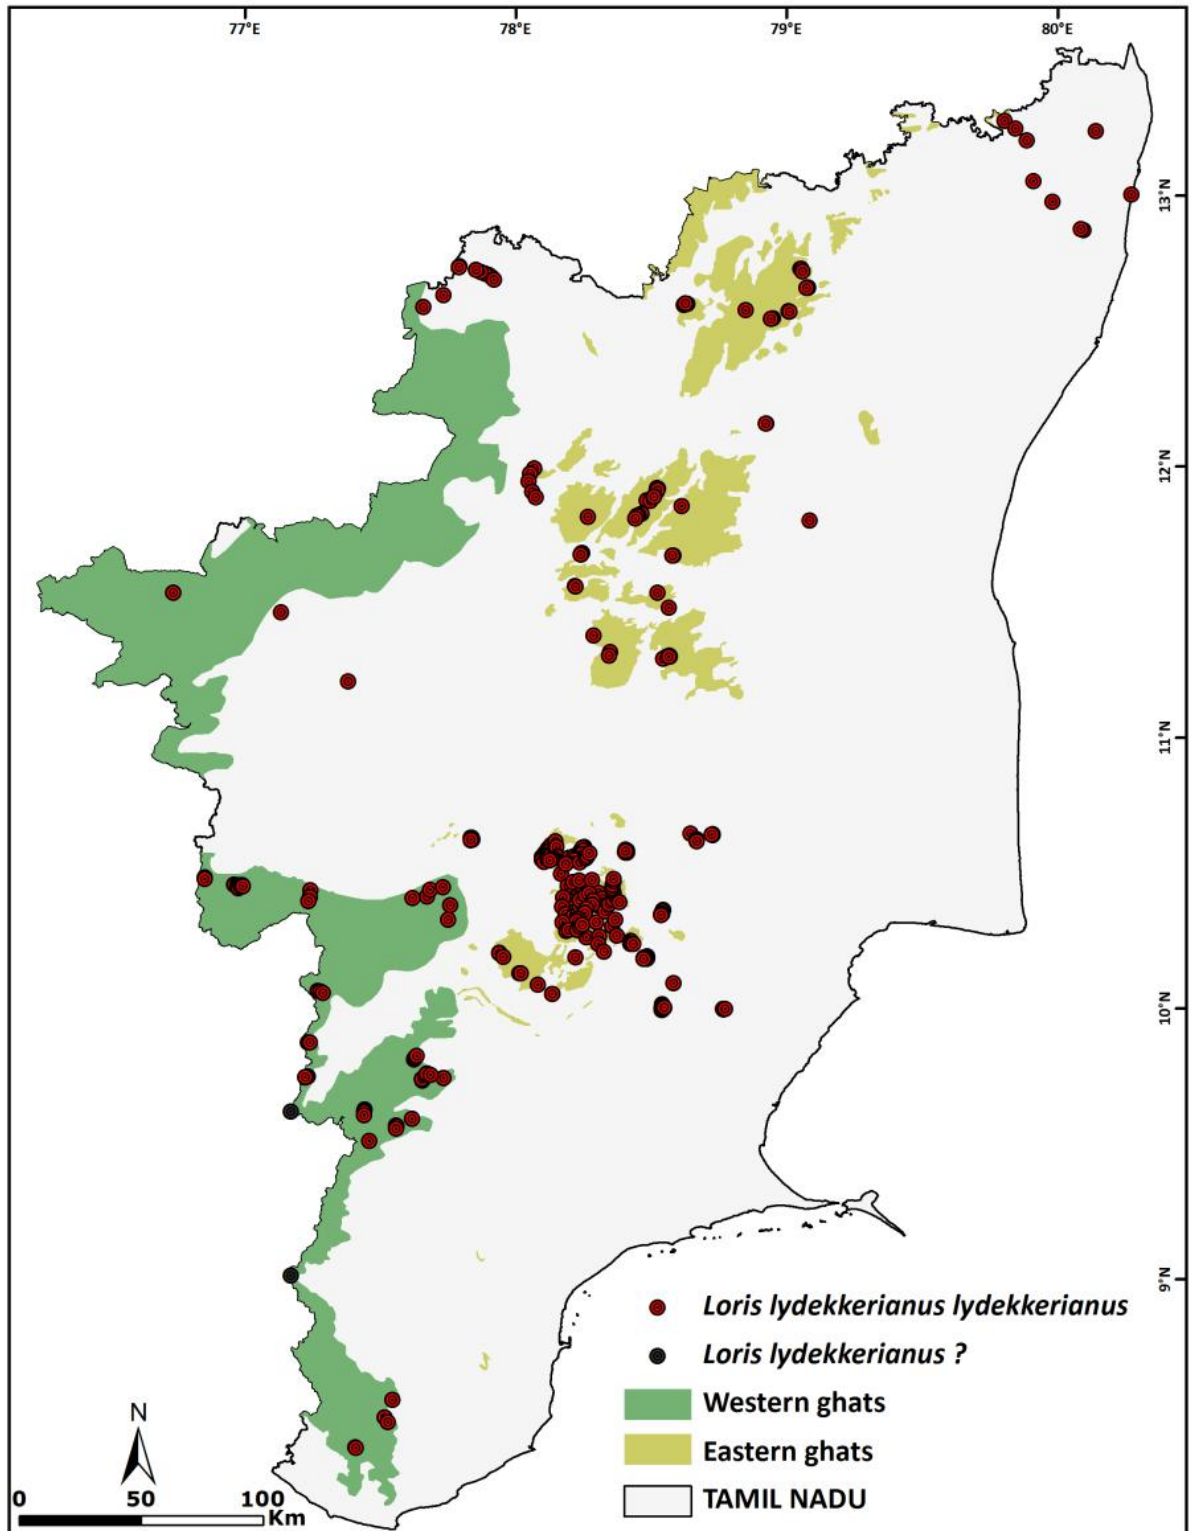 77°E 78°E 79°E 80°E
13°N
12°N
11°N
10°N
9°N
Loris lydekkerianus lydekkerianus
Loris lydekkerianus ?
Western ghats
Eastern ghats
TAMIL NADU
N
0 50 100
Km